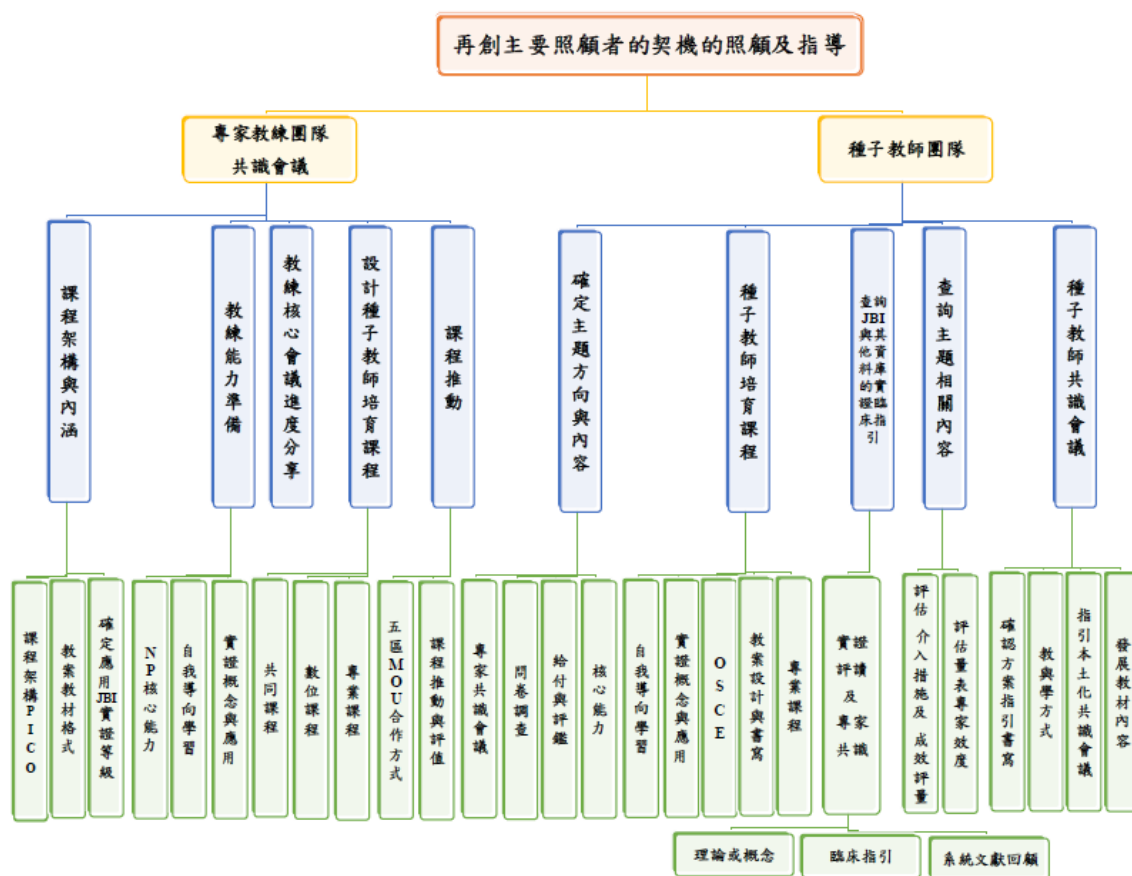 再創主要照顧者的契機的照顧及指導
專家教練團隊
共識會議
種子教師團隊
課程架構與內涵
教練能力準備
教練核心會議進度分享
設計種子教師培育課程
課程推動
確定主題方向與內容
種子教師培育課程
查詢
JBI其
與他資
料庫
的實
證臨
床指
引
查詢主題相關內容
種子教師共識會議
課程架構PICO
教案教材格式
確定應用JBI實證等級
NP核心能力
自我導向學習
實證概念與應用
共同課程
數位課程
專業課程
五區MOU合作方式
課程推動與評值
專家共識會議
問卷調查
給付與評鑑
核心能力
自我導向學習
實證概念與應用
OSCE
教案設計與書寫
專業課程
實證
評讀
及
專家
共識
評估 介入措施及 成效評量
評估量表專家效度
確認方案指引書寫
教與學方式
指引本土化共識會議
發展教材內容
理論或概念
臨床指引
系統文獻回顧